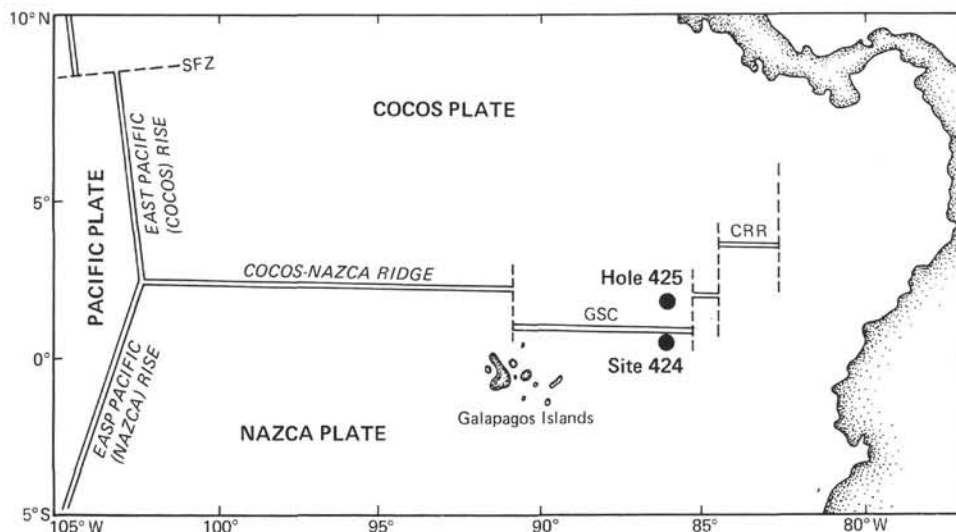 10° N
SFZ
COCOS PLATE
PACIFIC PLATE
EAST PACIFIC
(COCOS) RISE
5°
CRR
COCOS-NAZCA RIDGE
Hole 425
GSC
0°
Site 424
EASP PACIFIC
(NAZCA) RISE
Galapagos Islands
NAZCA PLATE
5°S
105° W
100°
95°
90°
85°
80°W